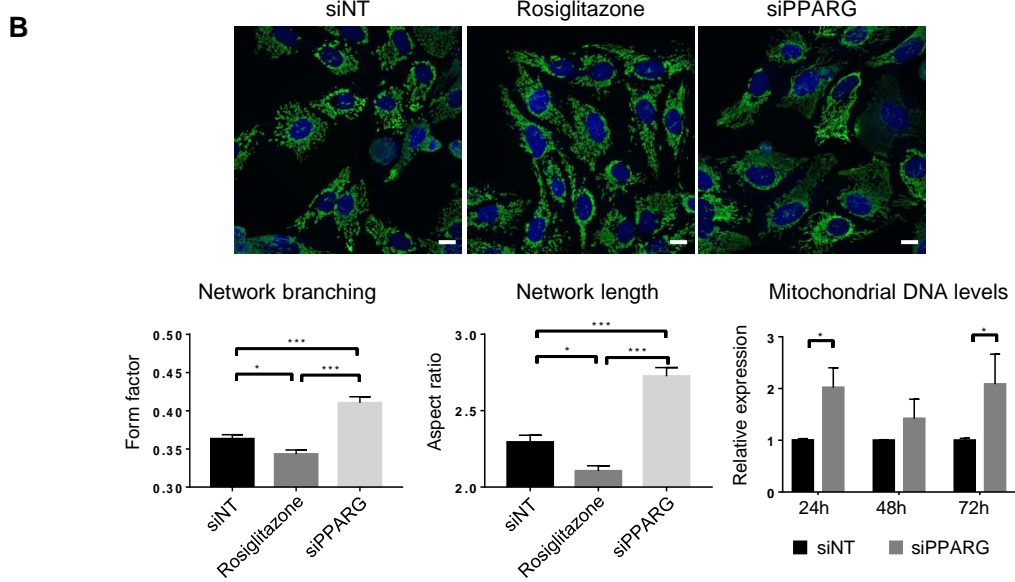 B
siNT
Rosiglitazone
siPPARG
Network branching
Form factor
0.50
0.45
0.40
0.35
0.30
***
*
***
siNT
Rosiglitazone
siPPARG
Network length
Aspect ratio
3.0
2.5
2.0
***
*
***
siNT
Rosiglitazone
siPPARG
Mitochondrial DNA levels
Relative expression
3
2
1
0
*
*
24h
48h
72h
siNT
siPPARG